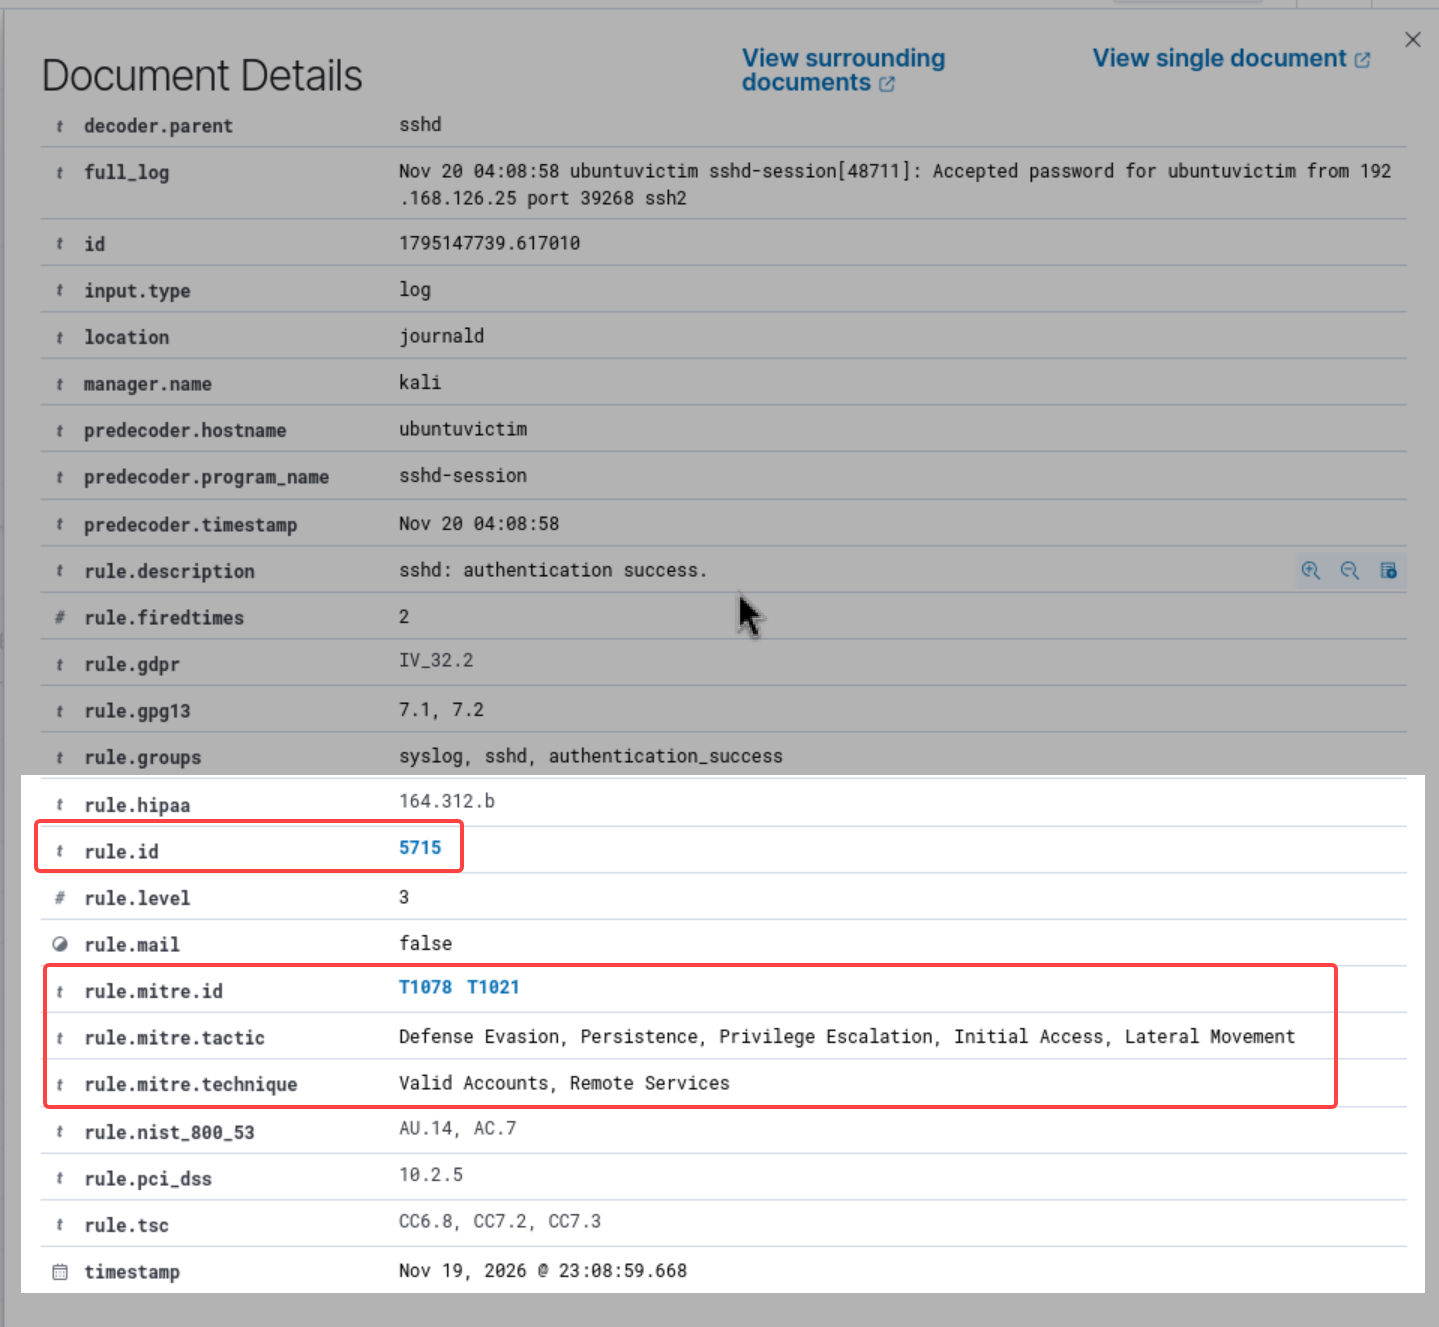 Document Details
View surrounding
documents
View single document
t decoder.parent sshd
t full_log Nov 20 04:08:58 ubuntuvictim sshd-session[48711]: Accepted password for ubuntuvictim from 192
.168.126.25 port 39268 ssh2
t id 1795147739.617010
t input.type log
t location journald
t manager.name kali
t predecoder.hostname ubuntuvictim
t predecoder.program_name sshd-session
t predecoder.timestamp Nov 20 04:08:58
t rule.description sshd: authentication success.
# rule.firedtimes 2
t rule.gdpr IV_32.2
t rule.gpg13 7.1, 7.2
t rule.groups syslog, sshd, authentication_success
t rule.hipaa 164.312.b
t rule.id 5715
# rule.level 3
rule.mail false
t rule.mitre.id T1078 T1021
t rule.mitre.tactic Defense Evasion, Persistence, Privilege Escalation, Initial Access, Lateral Movement
t rule.mitre.technique Valid Accounts, Remote Services
t rule.nist_800_53 AU.14, AC.7
t rule.pci_dss 10.2.5
t rule.tsc CC6.8, CC7.2, CC7.3
timestamp Nov 19, 2026 @ 23:08:59.668